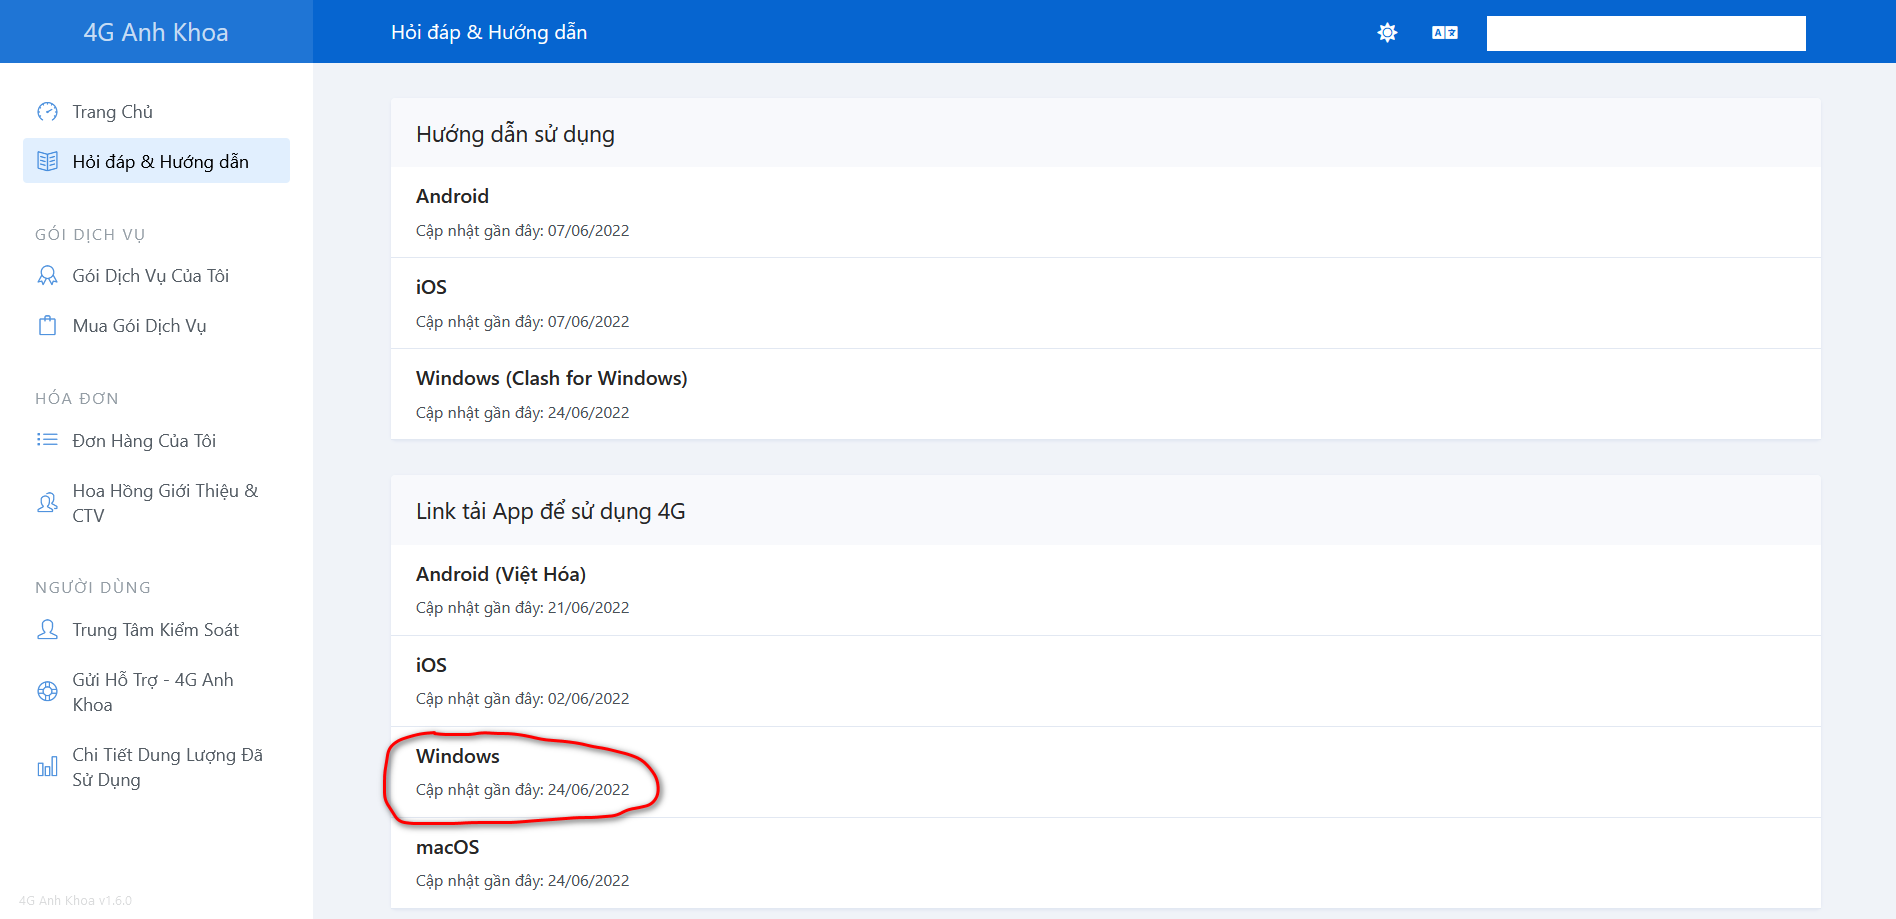 4G Anh Khoa
Hỏi đáp & Hướng dẫn
Trang Chủ
Hỏi đáp & Hướng dẫn
GÓI DỊCH VỤ
Gói Dịch Vụ Của Tôi
Mua Gói Dịch Vụ
HÓA ĐƠN
Đơn Hàng Của Tôi
Hoa Hồng Giới Thiệu &
CTV
NGƯỜI DÙNG
Trung Tâm Kiểm Soát
Gửi Hỗ Trợ - 4G Anh
Khoa
Chi Tiết Dung Lượng Đã
Sử Dụng
4G Anh Khoa v1.6.0
Hướng dẫn sử dụng
Android
Cập nhật gần đây: 07/06/2022
iOS
Cập nhật gần đây: 07/06/2022
Windows (Clash for Windows)
Cập nhật gần đây: 24/06/2022
Link tải App để sử dụng 4G
Android (Việt Hóa)
Cập nhật gần đây: 21/06/2022
iOS
Cập nhật gần đây: 02/06/2022
Windows
Cập nhật gần đây: 24/06/2022
macOS
Cập nhật gần đây: 24/06/2022